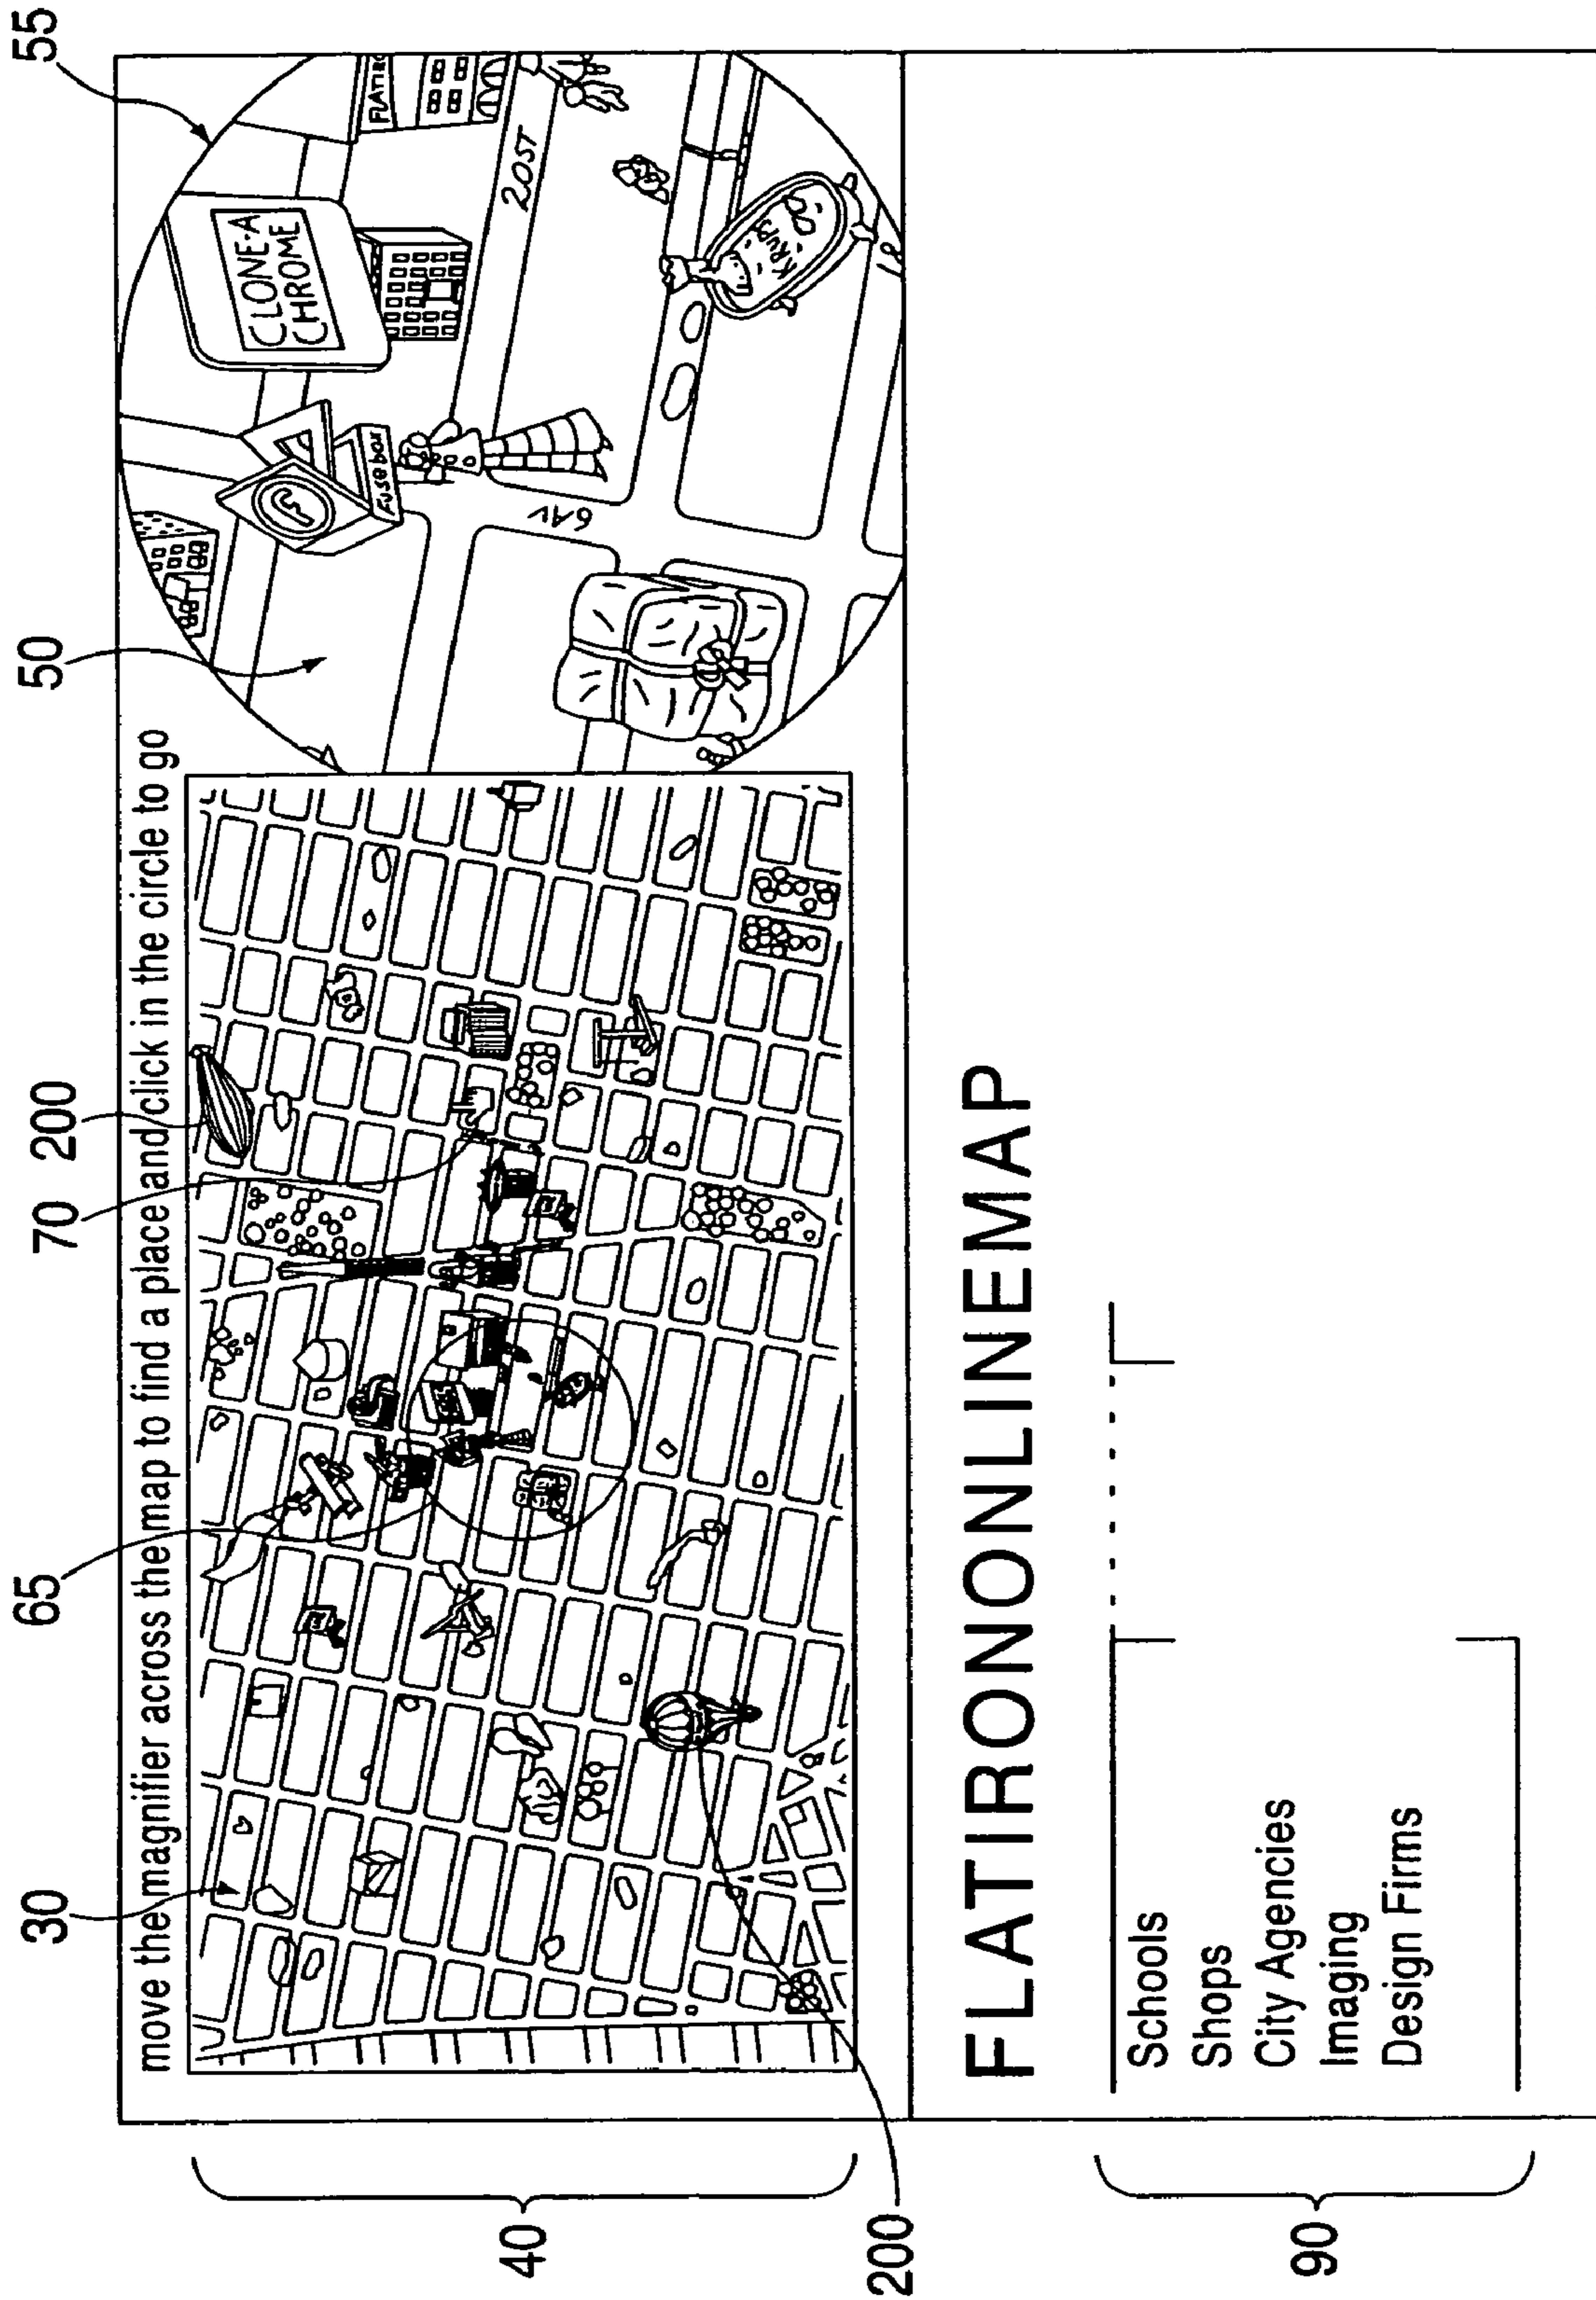 30
65
70
200
50
55
move the magnifier across the map to find a place and/click in the circle to go
CLONE-A
CHROME
FLATIRO
Fusebar
20ST
6AV
KRUPS
40
200
FLATIRONONLINEMAP
90
Schools
Shops
City Agencies
Imaging
Design Firms